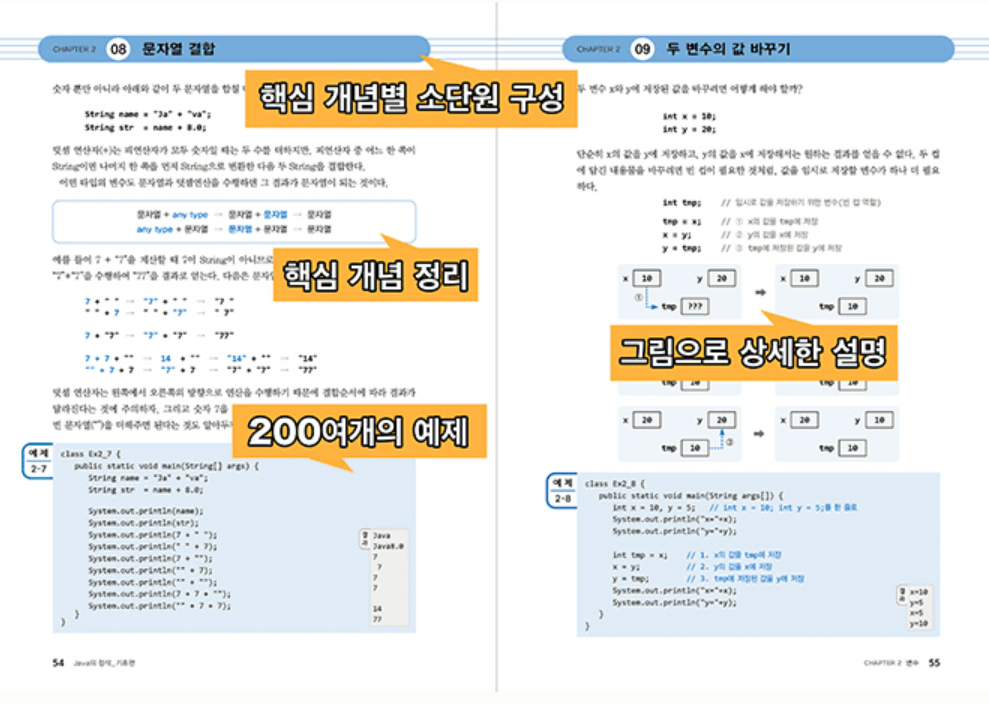 CHAPTER 2 08 문자열 결합
숫자 뿐만 아니라 아래와 같이 두 문자열을 합칠
핵심 개념별 소단원 구성
String name = "Ja" + "va";
String str = name + 8.0;
덧셈 연산자(+)는 피연산자가 모두 숫자일 때는 두 수를 더하지만, 피연산자 중 어느 한 쪽이
String이면 나머지 한 쪽을 먼저 String으로 변환한 다음 두 String을 결합한다.
어떤 타입의 변수도 문자열과 덧셈연산을 수행하면 그 결과가 문자열이 되는 것이다.
문자열 + any type → 문자열 + 문자열 → 문자열
any type + 문자열 → 문자열 + 문자열 → 문자열
핵심 개념 정리
예를 들어 7 + "7"을 계산할 때 7이 String이 아니므로
"7"+"7"을 수행하여 "77"을 결과로 얻는다. 다음은 문자
7 + " " → "7" + " " → "7 "
" " + 7 → " " + "7" → " 7"
7 + "7" → "7" + "7" → "77"
7 + 7 + "" → 14 + "" → "14" + "" → "14"
"" + 7 + 7 → "7" + 7 → "7" + "7" → "77"
덧셈 연산자는 왼쪽에서 오른쪽의 방향으로 연산을 수행하기 때문에 결합순서에 따라 결과가
달라진다는 것에 주의하자. 그리고 숫자 7을
빈 문자열("")을 더해주면 된다는 것도 알아두
200여개의 예제
예제
2-7
class Ex2_7 {
public static void main(String[] args) {
String name = "Ja" + "va";
String str = name + 8.0;
System.out.println(name);
System.out.println(str);
System.out.println(7 + " ");
System.out.println(" " + 7);
System.out.println(7 + "");
System.out.println("" + 7);
System.out.println("" + "");
System.out.println(7 + 7 + "");
System.out.println("" + 7 + 7);
}
}
결과
Java
Java8.0
7
7
7
7
14
77
54 Java의 정석_기초편
CHAPTER 2 09 두 변수의 값 바꾸기
두 변수 x와 y에 저장된 값을 바꾸려면 어떻게 해야 할까?
int x = 10;
int y = 20;
단순히 x의 값을 y에 저장하고, y의 값을 x에 저장해서는 원하는 결과를 얻을 수 없다. 두 컵
에 담긴 내용물을 바꾸려면 빈 컵이 필요한 것처럼, 값을 임시로 저장할 변수가 하나 더 필요
하다.
int tmp; // 임시로 값을 저장하기 위한 변수(빈 컵 역할)
tmp = x; // ① x의 값을 tmp에 저장
x = y; // ② y의 값을 x에 저장
y = tmp; // ③ tmp에 저장된 값을 y에 저장
x 10 y 20 ⇒ x 10 y 20
① tmp ??? tmp 10
그림으로 상세한 설명
tmp 10 tmp 10
x 20 y 20 ⇒ x 20 y 10
tmp 10 ③ tmp 10
예제
2-8
class Ex2_8 {
public static void main(String args[]) {
int x = 10, y = 5; // int x = 10; int y = 5;를 한 줄로
System.out.println("x="+x);
System.out.println("y="+y);
int tmp = x; // 1. x의 값을 tmp에 저장
x = y; // 2. y의 값을 x에 저장
y = tmp; // 3. tmp에 저장된 값을 y에 저장
System.out.println("x="+x);
System.out.println("y="+y);
}
}
결과
x=10
y=5
x=5
y=10
CHAPTER 2 변수 55